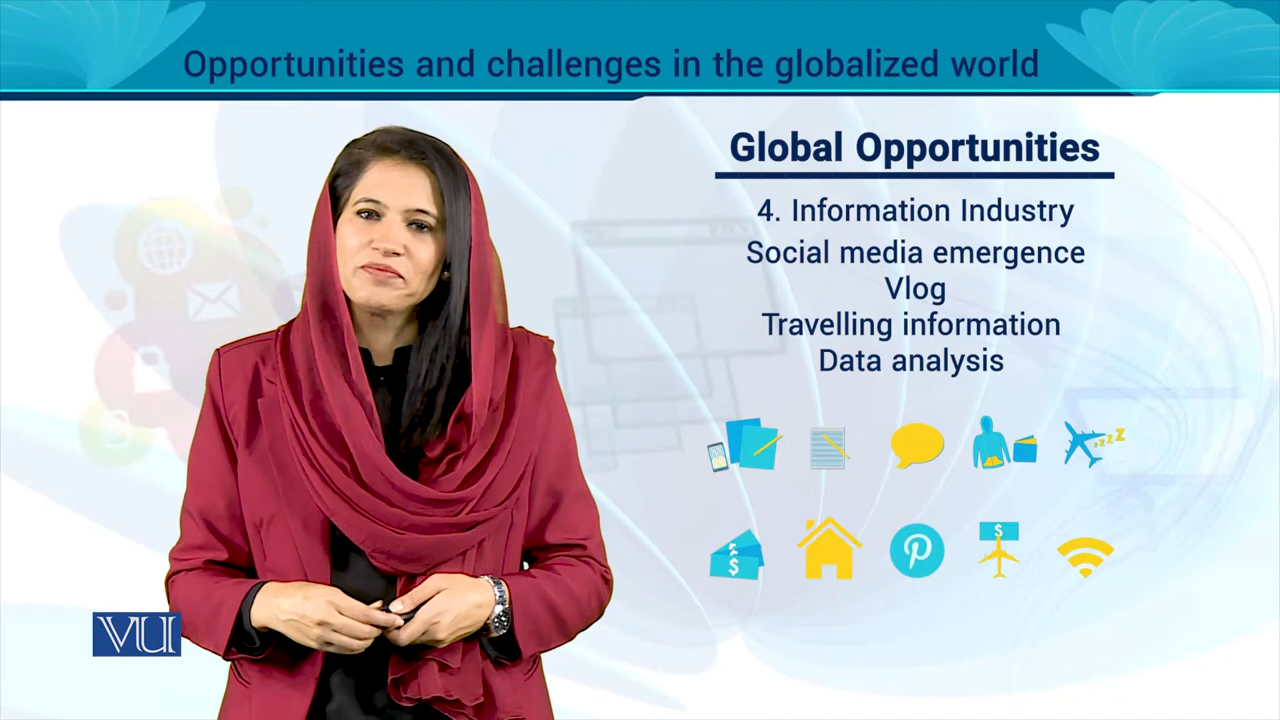 Opportunities and challenges in the globalized world
Global Opportunities
4. Information Industry
Social media emergence
Vlog
Travelling information
Data analysis
VU